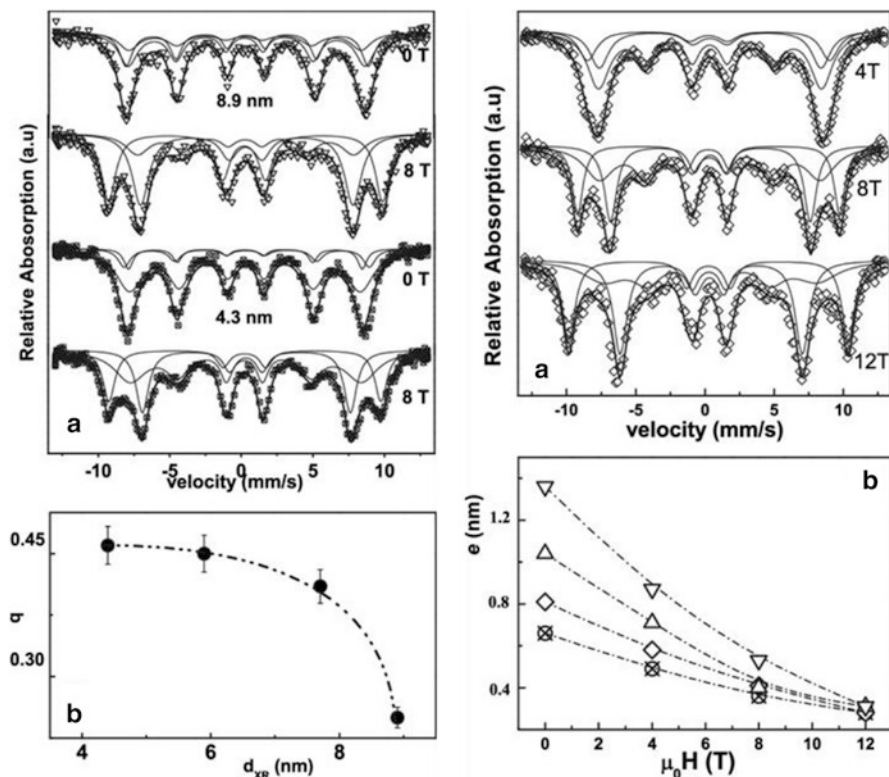 Relative Abosorption (a.u)
0 T
8.9 nm
8 T
0 T
4.3 nm
8 T
a
-10 -5 0 5 10
velocity (mm/s)
Relative Absorption (a.u)
4T
8T
12T
a
-10 -5 0 5 10
velocity (mm/s)
q
0.45
0.30
b
4 6 8
d_XR (nm)
e (nm)
1.2
0.8
0.4
b
0 2 4 6 8 10 12
μ₀H (T)